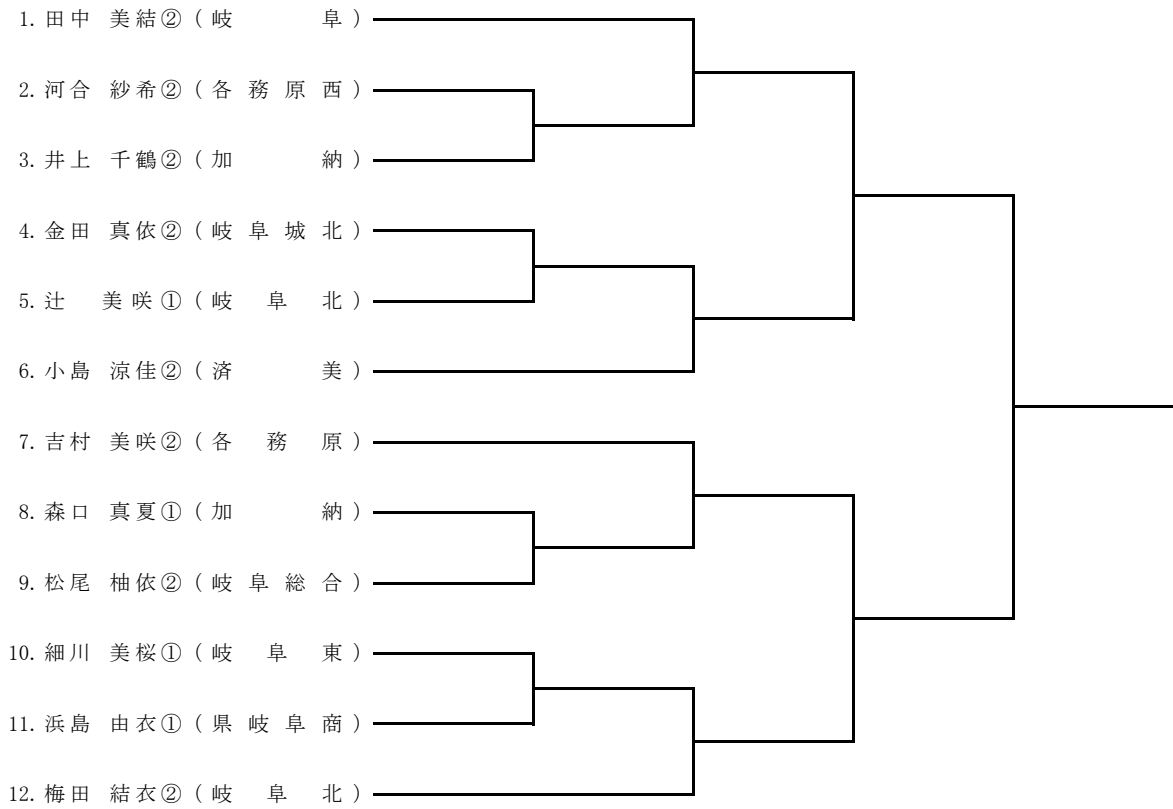 1. 田中 美結②(岐阜)
2. 河合 紗希②(各務原西)
3. 井上 千鶴②(加納)
4. 金田 真依②(岐阜城北)
5. 辻 美咲①(岐阜北)
6. 小島 涼佳②(済美)
7. 吉村 美咲②(各務原)
8. 森口 真夏①(加納)
9. 松尾 柚依②(岐阜総合)
10. 細川 美桜①(岐阜東)
11. 浜島 由衣①(県岐阜商)
12. 梅田 結衣②(岐阜北)